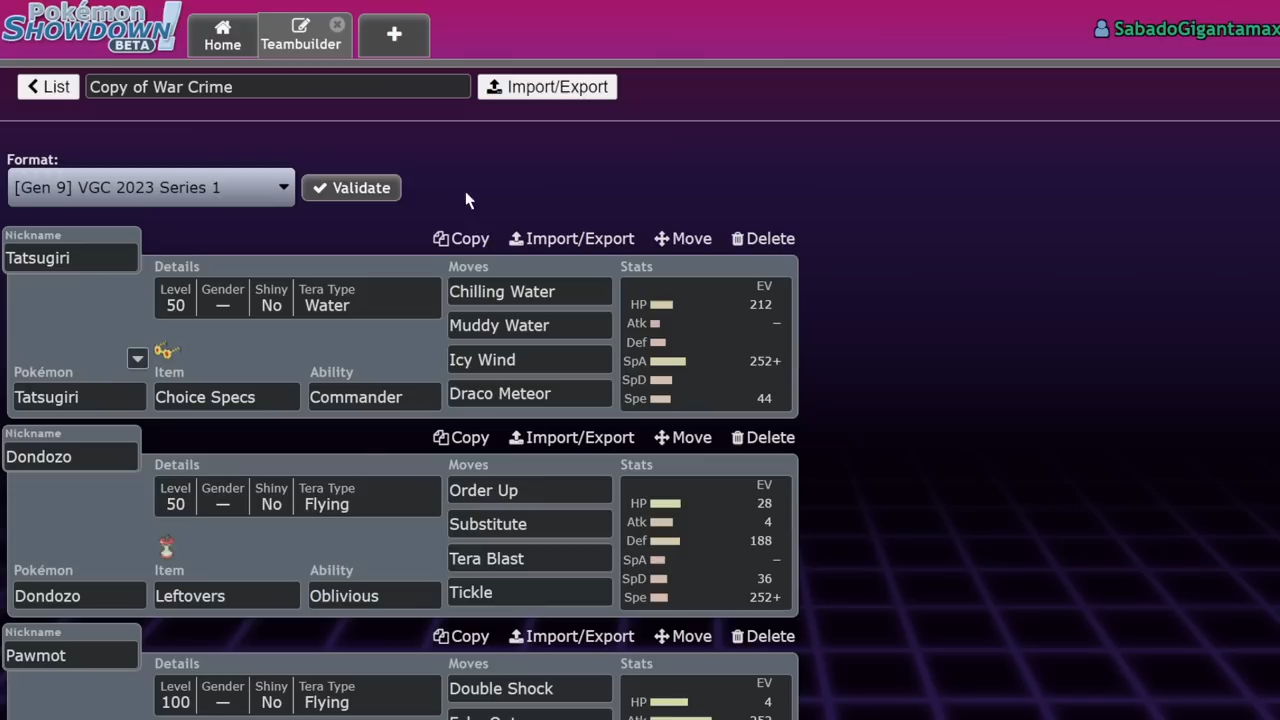 Pokémon
SHOWDOWN!
BETA
Home
Teambuilder
SabadoGigantamax
List
Copy of War Crime
Import/Export
Format:
[Gen 9] VGC 2023 Series 1
Validate
Nickname
Tatsugiri
Copy Import/Export Move Delete
Details Moves Stats
Level Gender Shiny Tera Type
50 — No Water
Chilling Water
Muddy Water
Icy Wind
Draco Meteor
EV
HP 212
Atk –
Def
SpA 252+
SpD
Spe 44
Pokémon Item Ability
Tatsugiri Choice Specs Commander
Nickname
Dondozo
Copy Import/Export Move Delete
Details Moves Stats
Level Gender Shiny Tera Type
50 — No Flying
Order Up
Substitute
Tera Blast
Tickle
EV
HP 28
Atk 4
Def 188
SpA –
SpD 36
Spe 252+
Pokémon Item Ability
Dondozo Leftovers Oblivious
Nickname
Pawmot
Copy Import/Export Move Delete
Details Moves Stats
Level Gender Shiny Tera Type
100 — No Flying
Double Shock
EV
HP 4